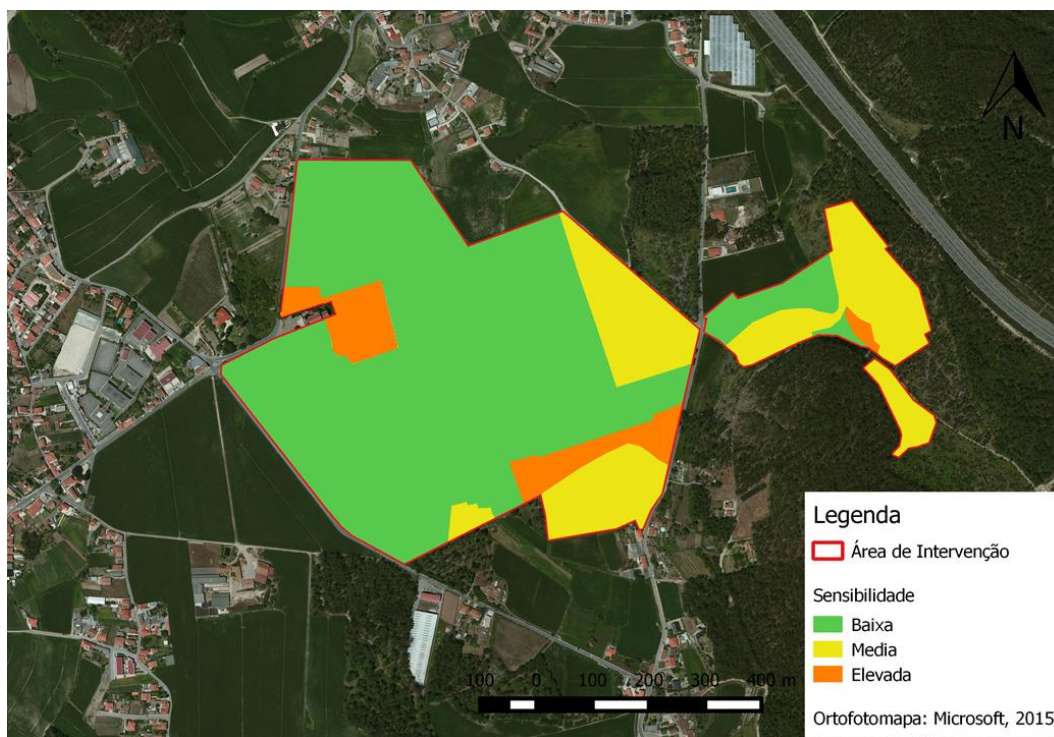 N
Legenda
Área de Intervenção
Sensibilidade
Baixa
Media
Elevada
100 0 100 200 300 400 m
Ortofotomapa: Microsoft, 2015